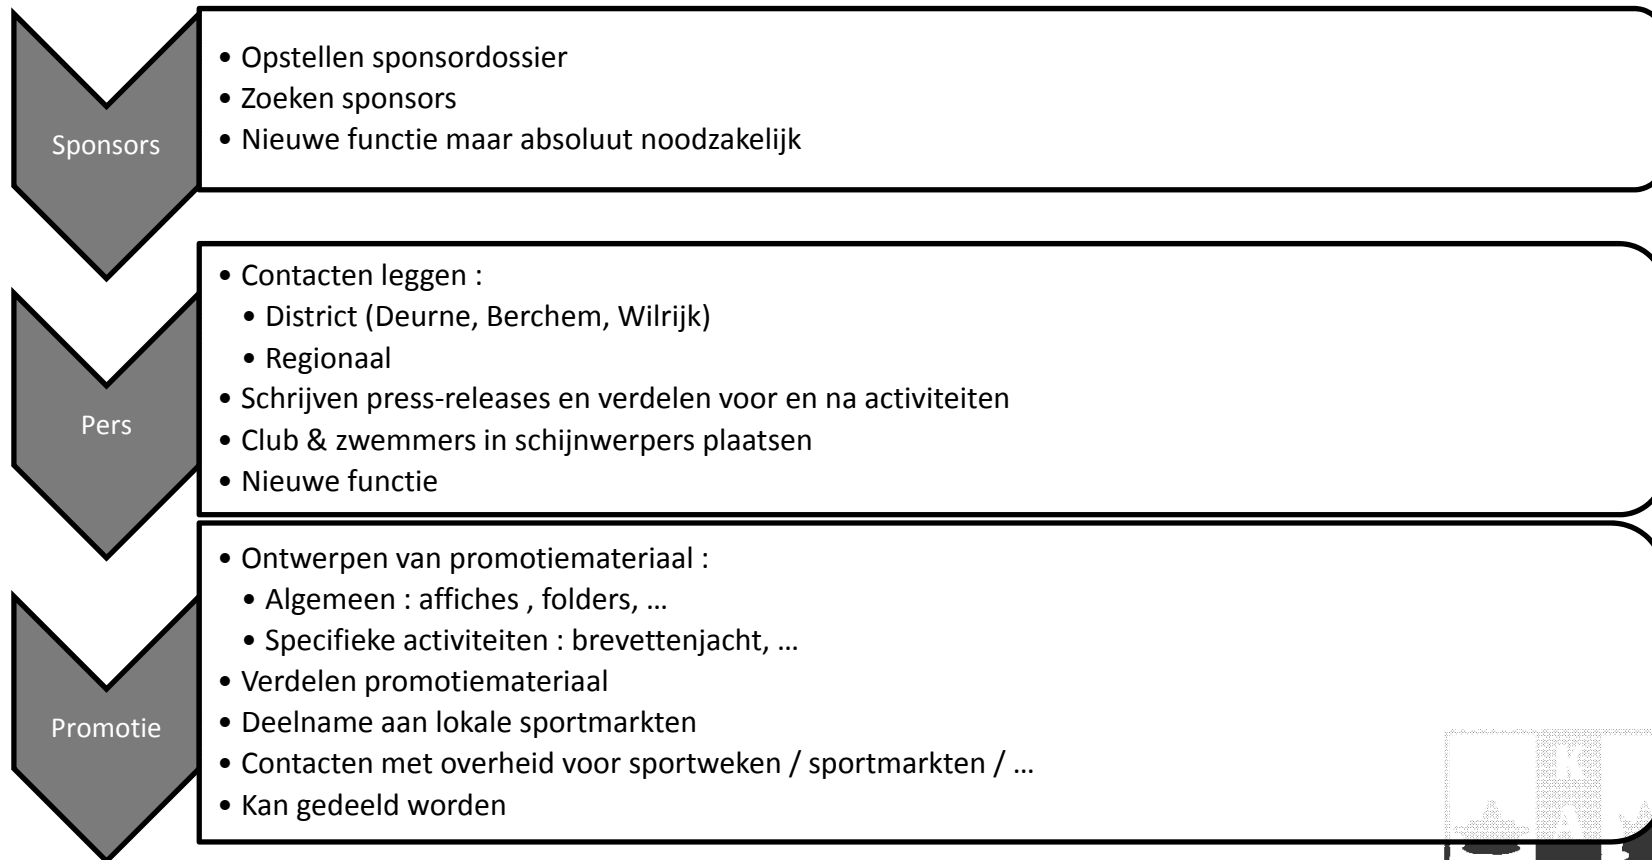 Sponsors
• Opstellen sponsordossier
• Zoeken sponsors
• Nieuwe functie maar absoluut noodzakelijk
Pers
• Contacten leggen :
• District (Deurne, Berchem, Wilrijk)
• Regionaal
• Schrijven press-releases en verdelen voor en na activiteiten
• Club & zwemmers in schijnwerpers plaatsen
• Nieuwe functie
Promotie
• Ontwerpen van promotiemateriaal :
• Algemeen : affiches , folders, ...
• Specifieke activiteiten : brevettenjacht, ...
• Verdelen promotiemateriaal
• Deelname aan lokale sportmarkten
• Contacten met overheid voor sportweken / sportmarkten / ...
• Kan gedeeld worden
K
A